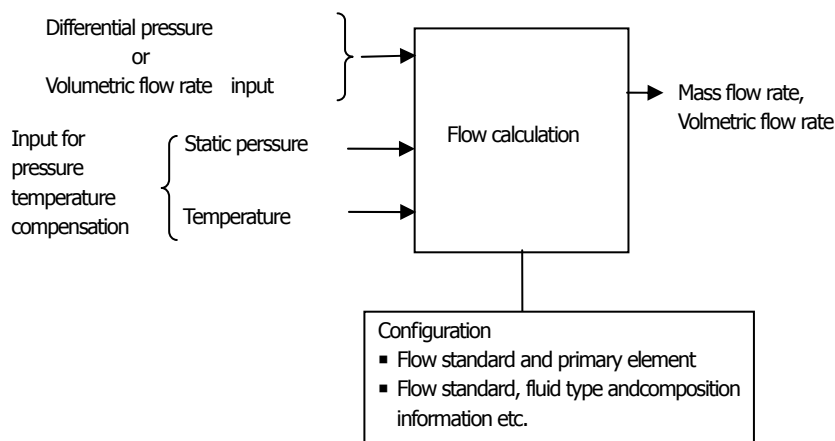 Differential pressure
or
Volumetric flow rate input
Input for
pressure
temperature
compensation
Static perssure
Temperature
Flow calculation
Mass flow rate,
Volmetric flow rate
Configuration
▪ Flow standard and primary element
▪ Flow standard, fluid type andcomposition
information etc.